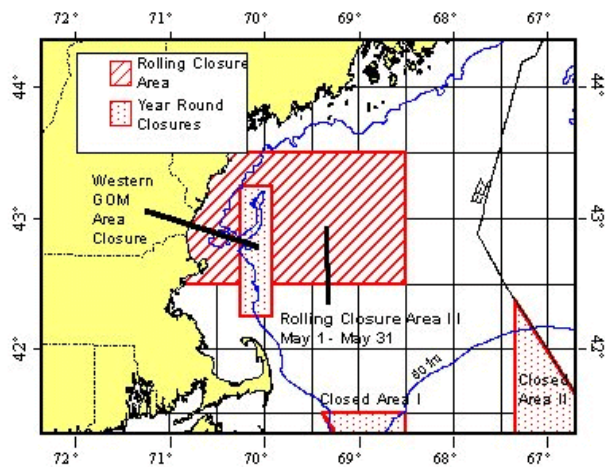 72° 71° 70° 69° 68° 67°
Rolling Closure
Area
Year Round
Closures
44° 44°
Western
GOM
Area
Closure
43° 43°
Rolling Closure Area III
May 1 - May 31
42° 42°
60 fm
Closed Area I
Closed
Area II
72° 71° 70° 69° 68° 67°